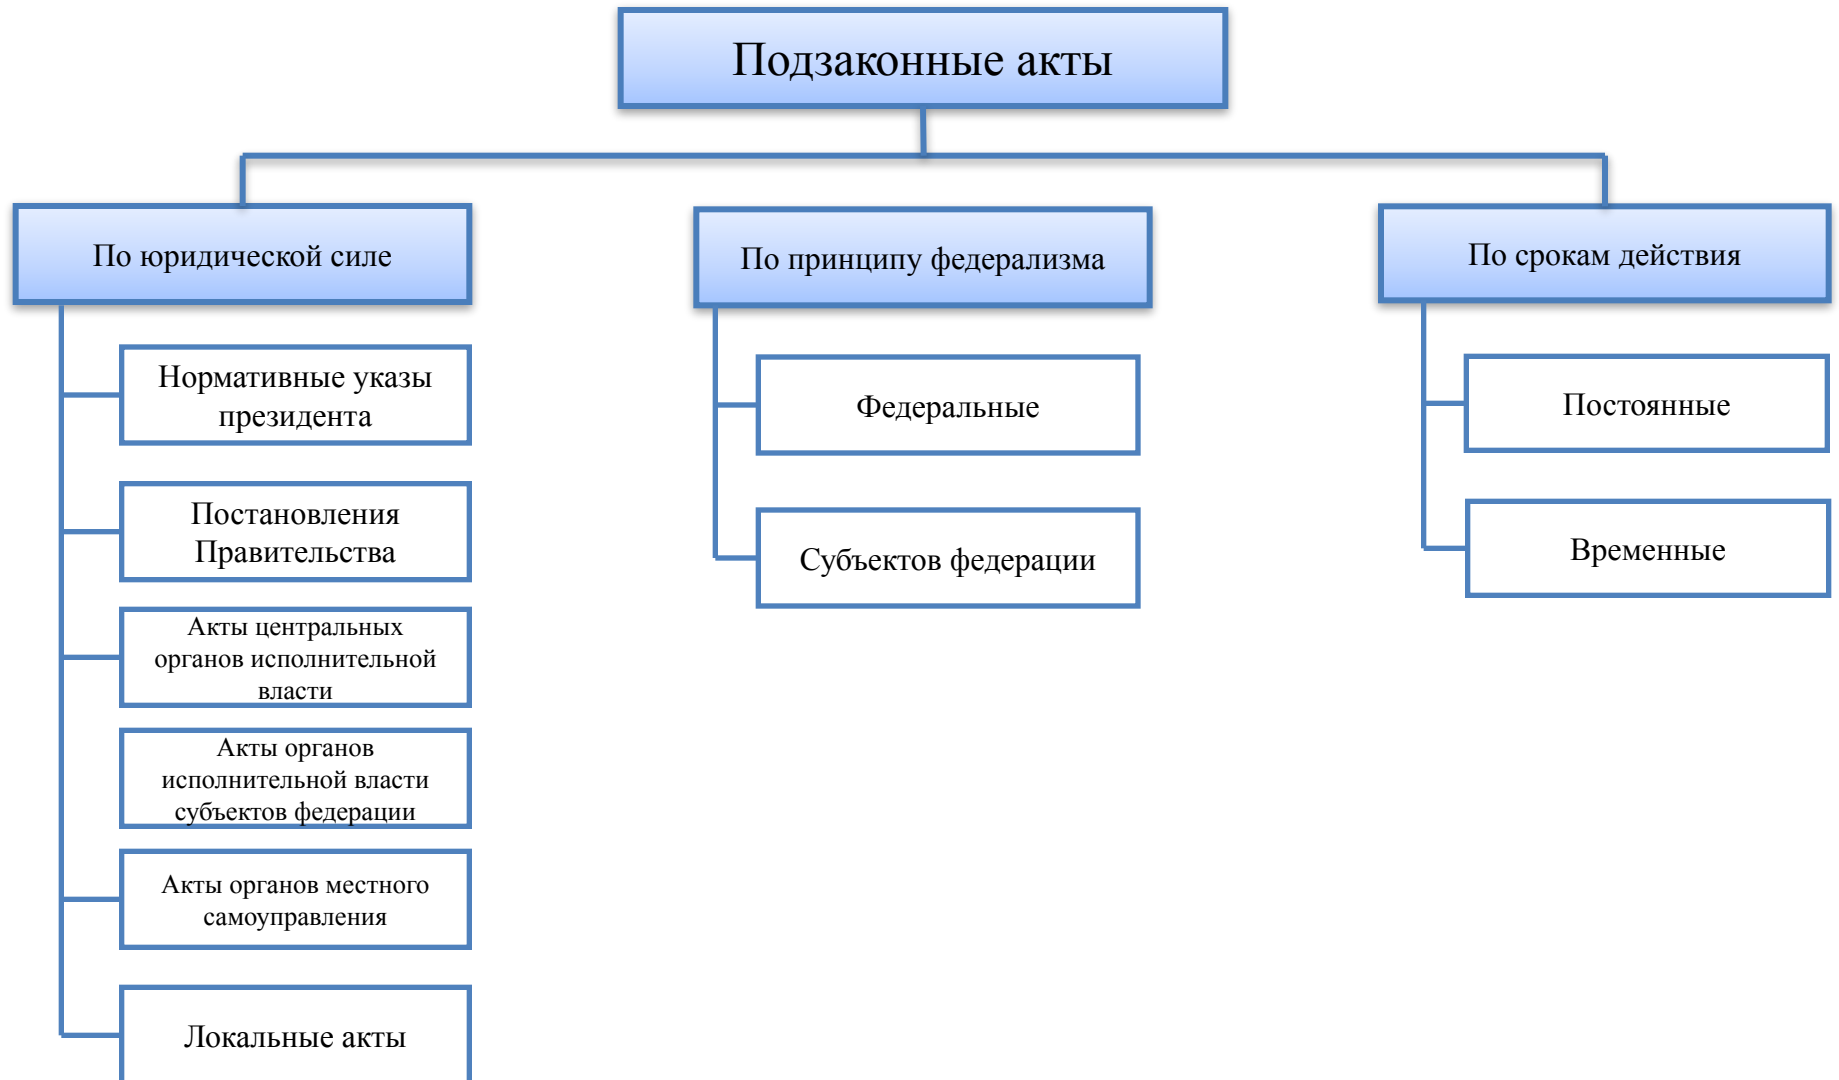 Подзаконные акты
По юридической силе
Нормативные указы
президента
Постановления
Правительства
Акты центральных
органов исполнительной
власти
Акты органов
исполнительной власти
субъектов федерации
Акты органов местного
самоуправления
Локальные акты
По принципу федерализма
Федеральные
Субъектов федерации
По срокам действия
Постоянные
Временные